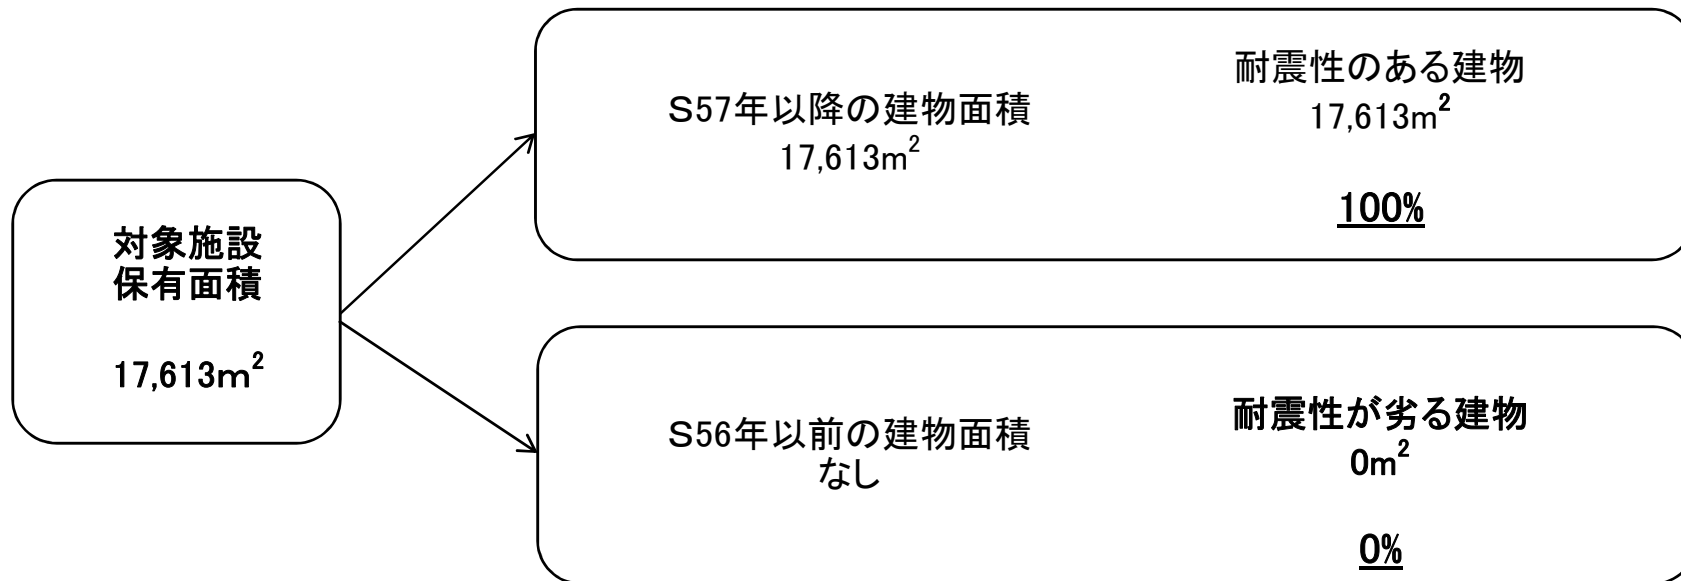 対象施設
保有面積
17,613m²
S57年以降の建物面積
17,613m²
耐震性のある建物
17,613m²
100%
S56年以前の建物面積
なし
耐震性が劣る建物
0m²
0%